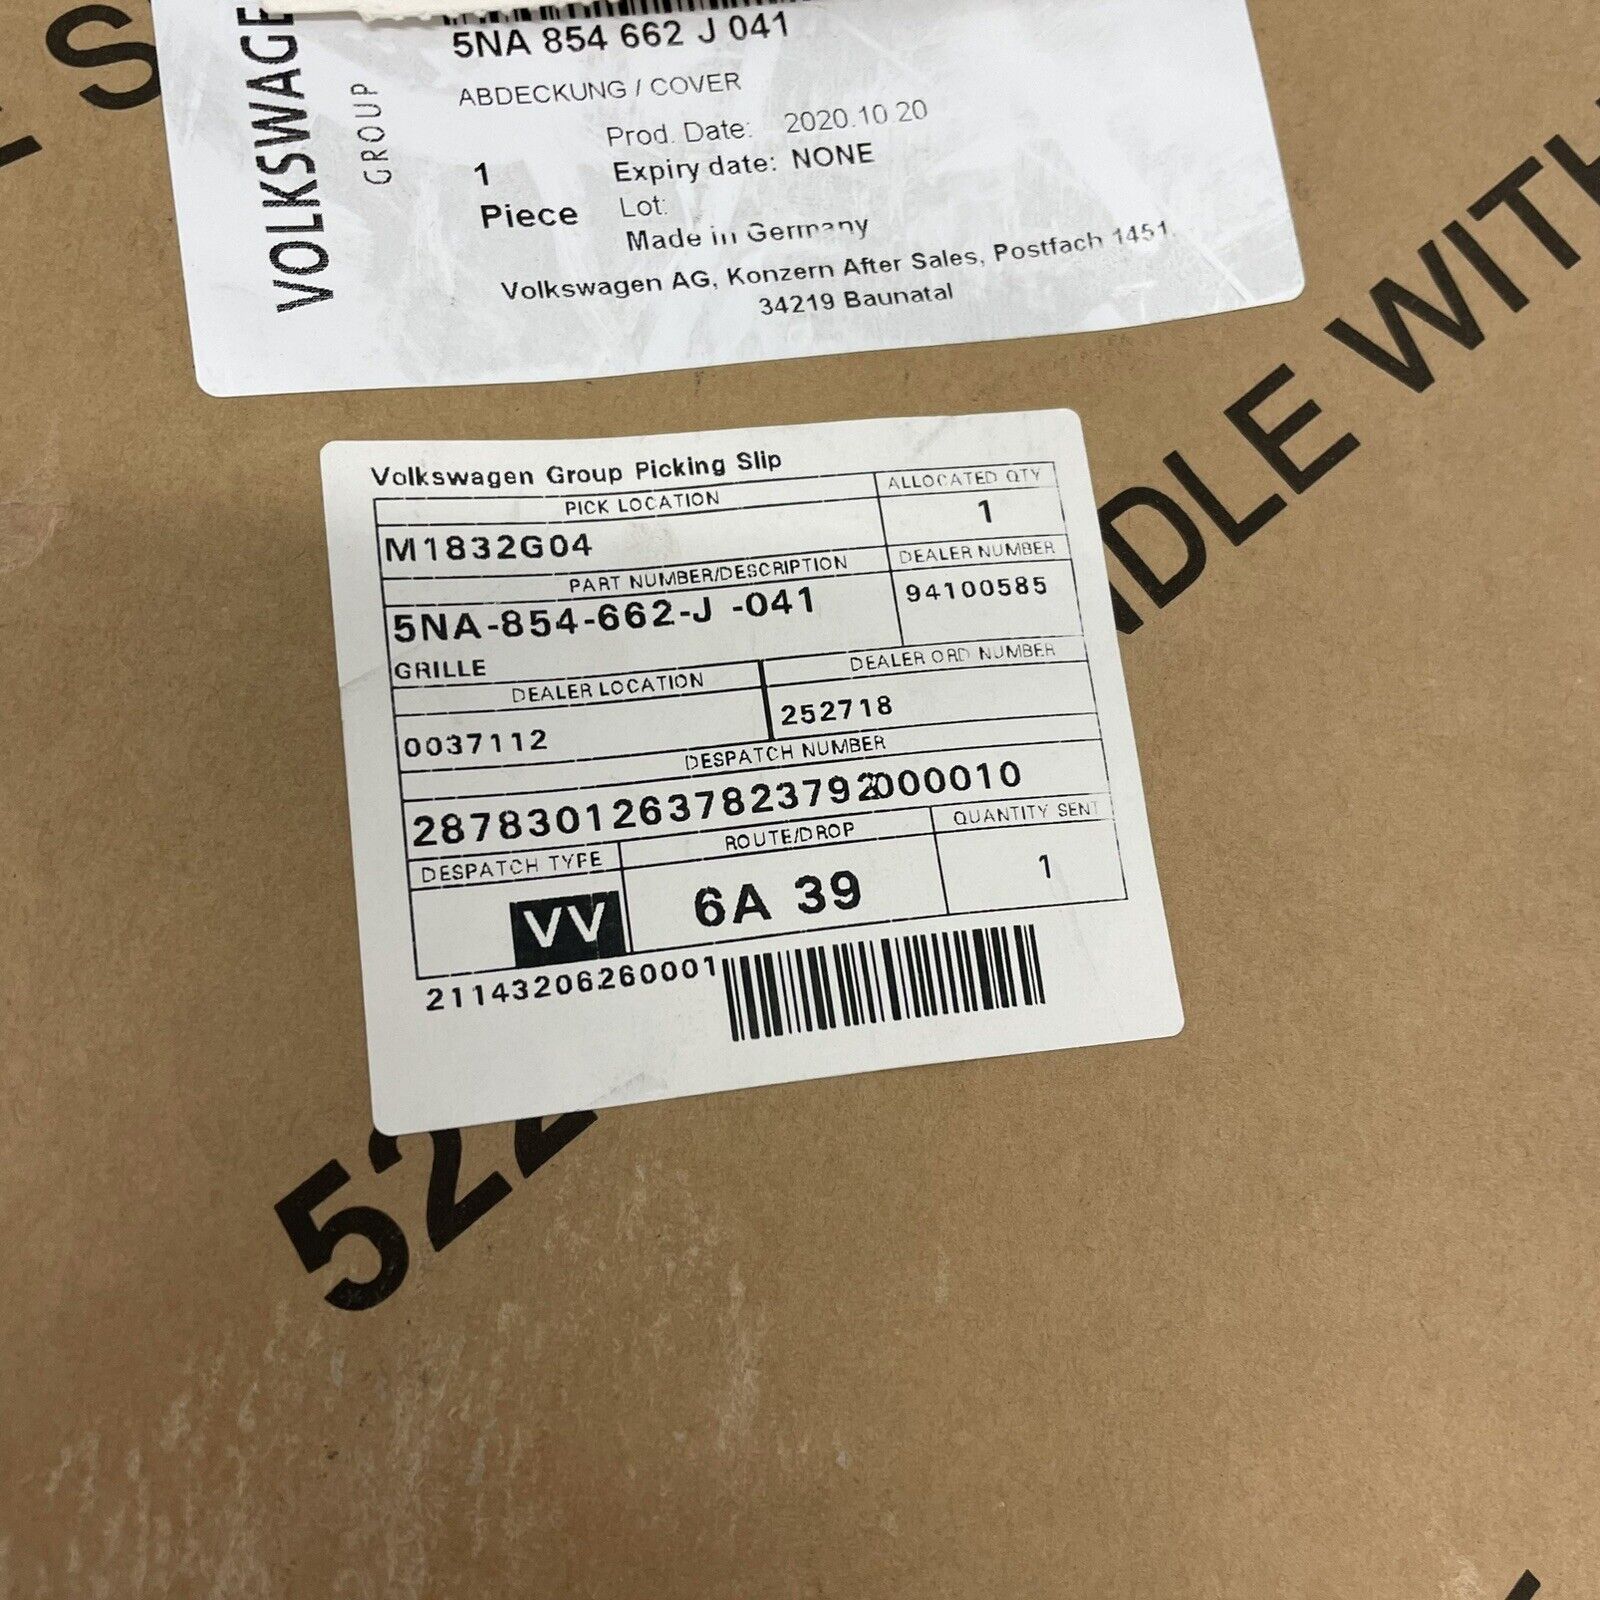 VOLKSWAGE
GROUP
5NA 854 662 J 041
ABDECKUNG / COVER
Prod. Date: 2020.10.20
1 Expiry date: NONE
Piece Lot:
Made in Germany
Volkswagen AG, Konzern After Sales, Postfach 1451,
34219 Baunatal
NDLE WITH
Volkswagen Group Picking Slip
PICK LOCATION ALLOCATED QTY
M1832G04 1
PART NUMBER/DESCRIPTION DEALER NUMBER
5NA-854-662-J -041 94100585
GRILLE
DEALER LOCATION DEALER ORD NUMBER
0037112 252718
DESPATCH NUMBER
DESPATCH TYPE ROUTE/DROP QUANTITY SENT
VV 6A 39 1
21143206260001
522